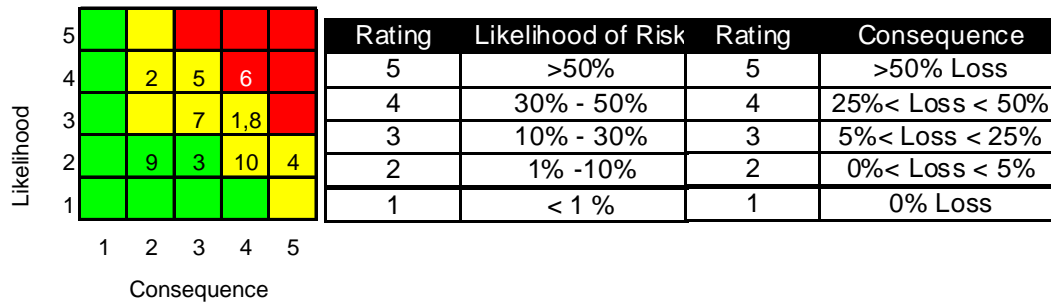 5
4 2 5 6
3 7 1,8
2 9 3 10 4
1
1 2 3 4 5
Likelihood
Consequence
Rating Likelihood of Risk Rating Consequence
5 >50% 5 >50% Loss
4 30% - 50% 4 25%< Loss < 50%
3 10% - 30% 3 5%< Loss < 25%
2 1% -10% 2 0%< Loss < 5%
1 < 1 % 1 0% Loss